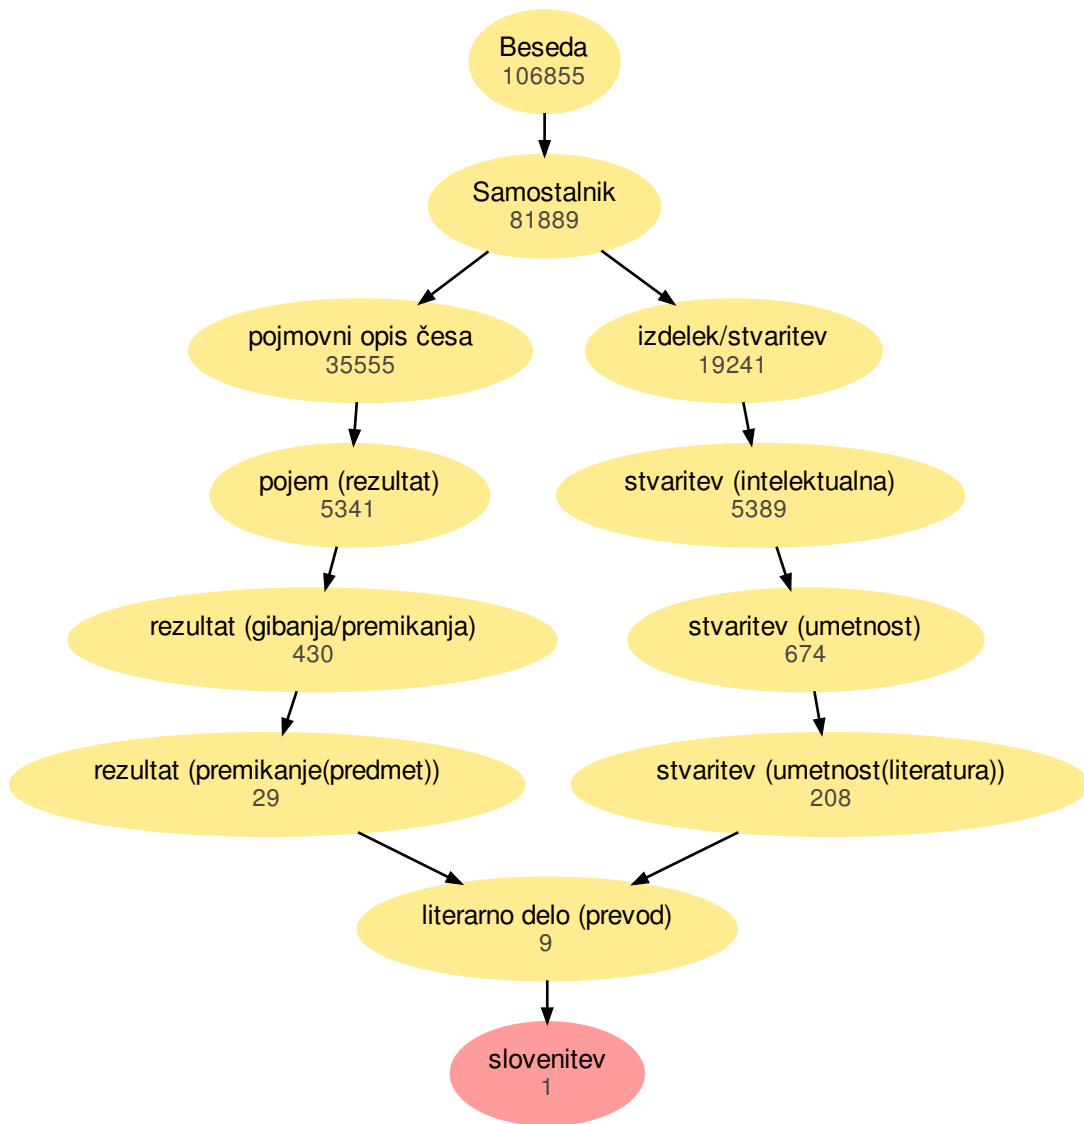 Beseda
106855
Samostalnik
81889
pojmovni opis česa
35555
izdelek/stvaritev
19241
pojem (rezultat)
5341
stvaritev (intelektualna)
5389
rezultat (gibanja/premikanja)
430
stvaritev (umetnost)
674
rezultat (premikanje(predmet))
29
stvaritev (umetnost(literatura))
208
literarno delo (prevod)
9
slovenitev
1